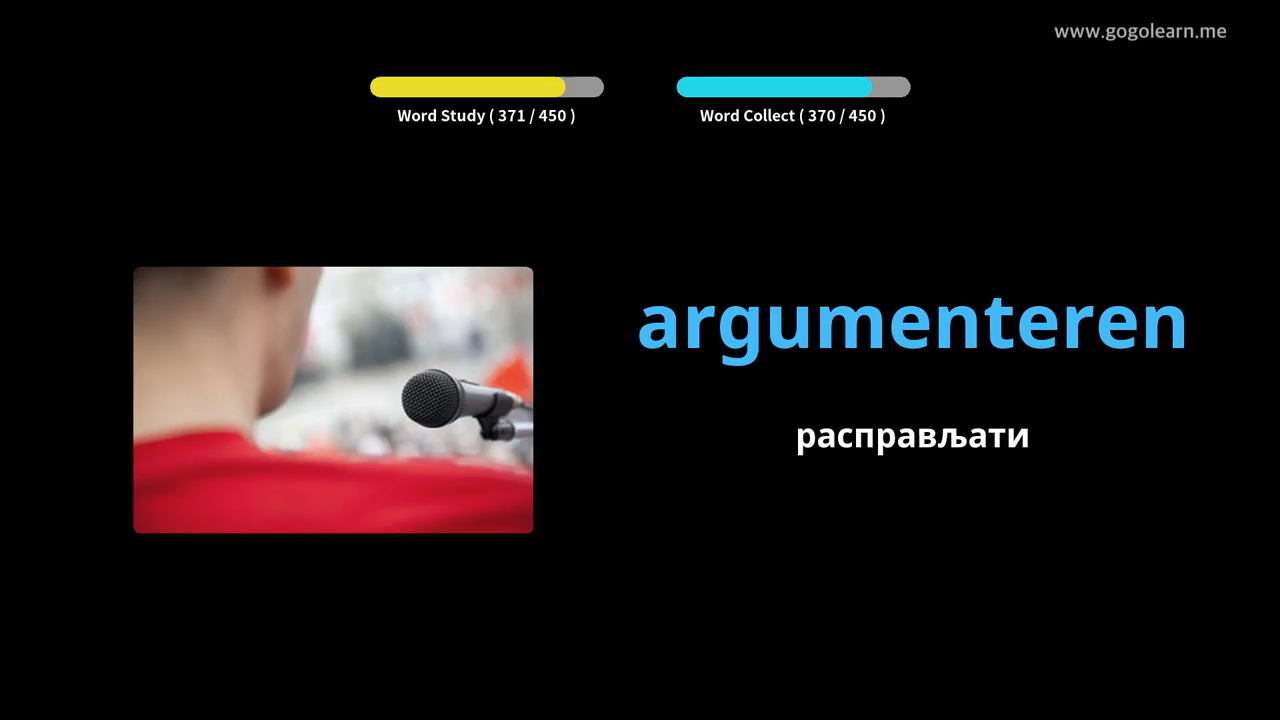 www.gogolearn.me
Word Study ( 371 / 450 )
Word Collect ( 370 / 450 )
argumenteren
расправљати